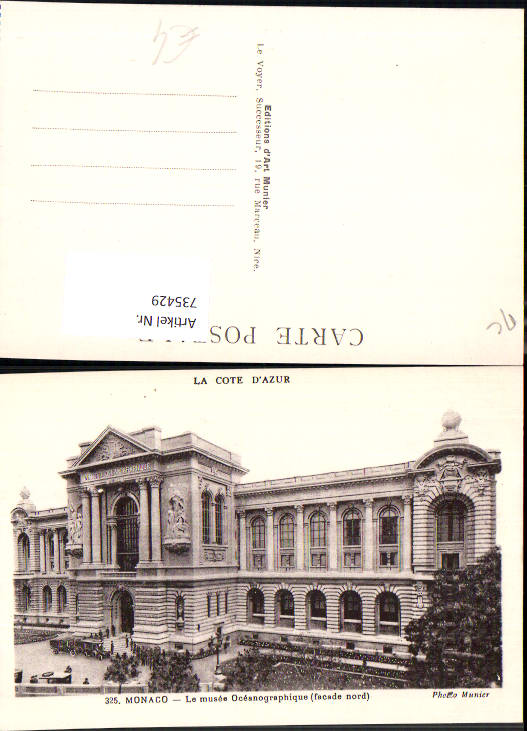 CARTE POSTALE
Artikel Nr.
735429
Editions d'Art Munier
Le Voyer, Successeur, 19, rue Marceau, Nice.
LA COTE D'AZUR
325. MONACO — Le musée Océanographique (façade nord)
Photo Munier